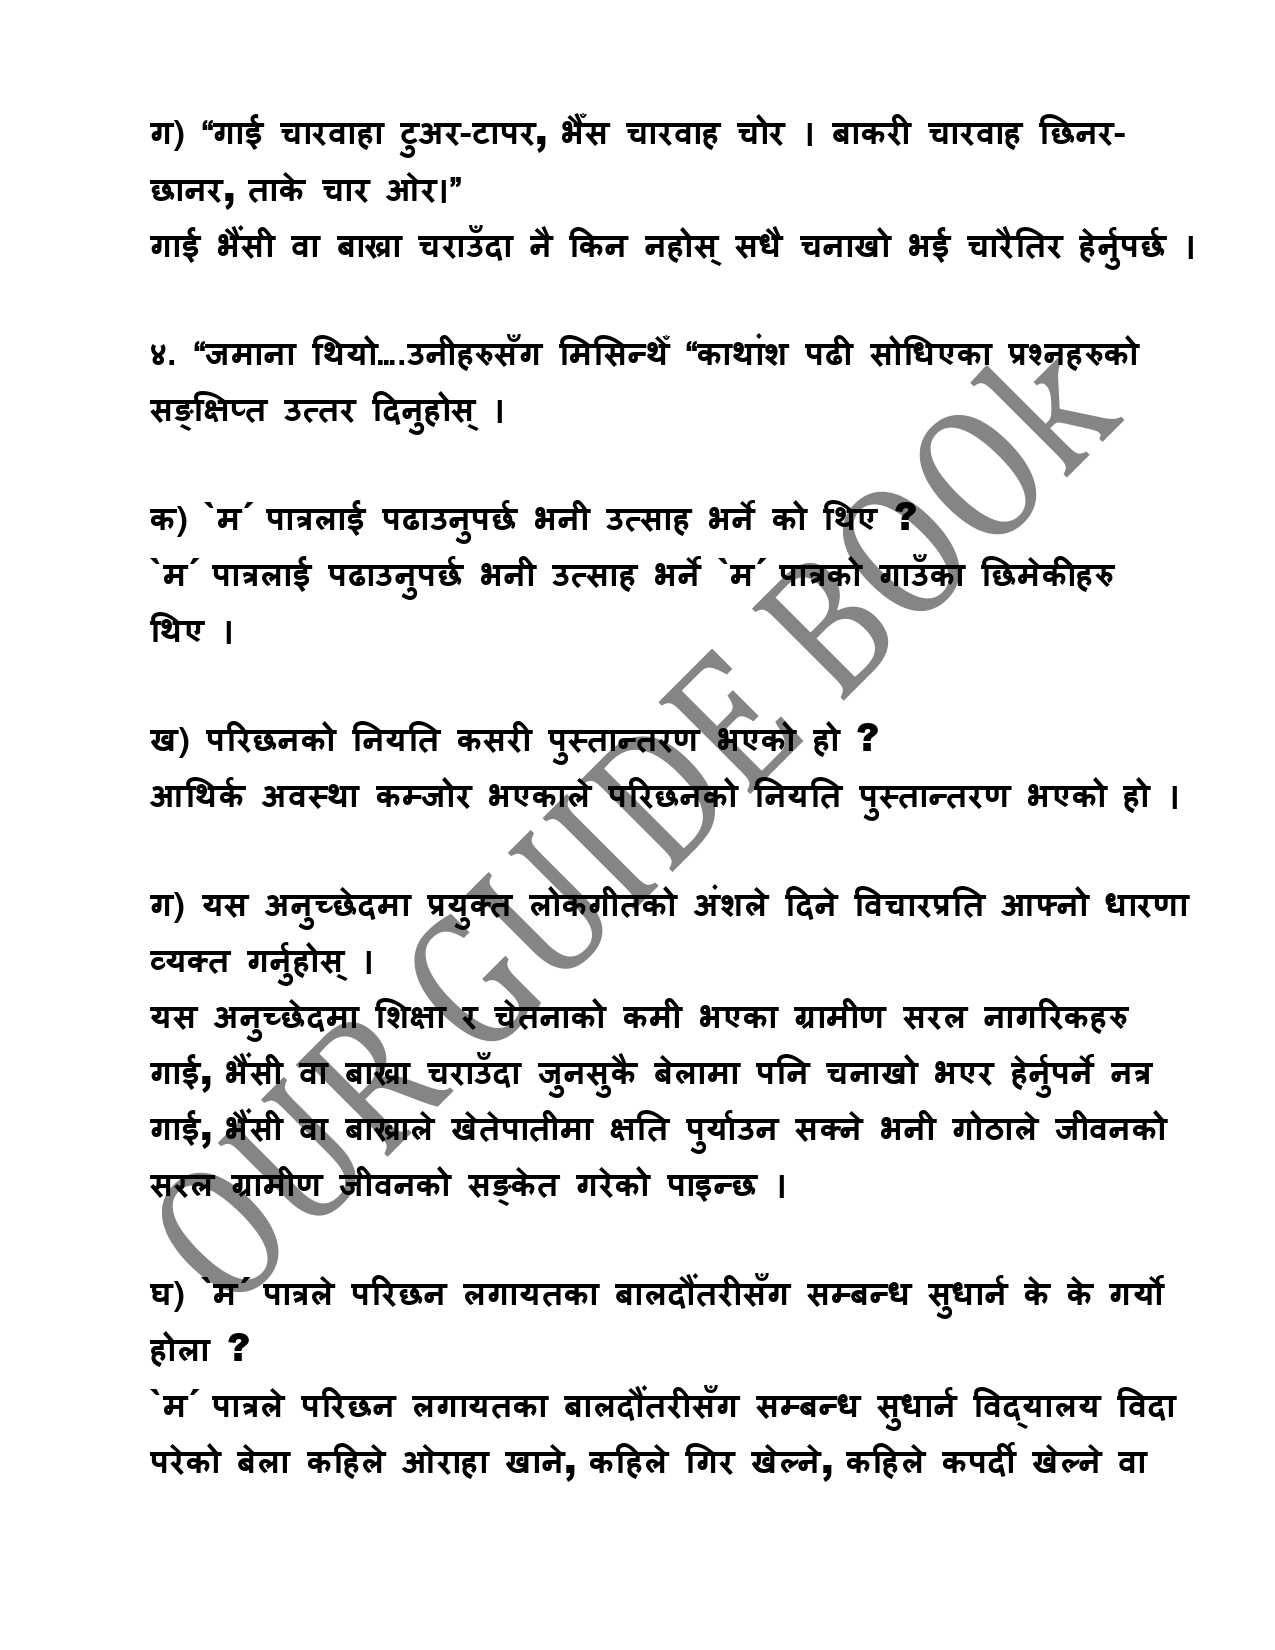 ग) “गाई चारवाहा टुअर-टापर, भैँस चारवाह चोर । बाकरी चारवाह छिनर-
छानर, ताके चार ओर।”
गाई भैंसी वा बाख्रा चराउँदा नै किन नहोस् सधै चनाखो भई चारैतिर हेर्नुपर्छ ।
४. “जमाना थियो….उनीहरुसँग मिसिन्थेँ “काथांश पढी सोधिएका प्रश्नहरुको
सङ्क्षिप्त उत्तर दिनुहोस् ।
क) `म´ पात्रलाई पढाउनुपर्छ भनी उत्साह भर्ने को थिए ?
`म´ पात्रलाई पढाउनुपर्छ भनी उत्साह भर्ने `म´ पात्रको गाउँका छिमेकीहरु
थिए ।
ख) परिछनको नियति कसरी पुस्तान्तरण भएको हो ?
आथिर्क अवस्था कम्जोर भएकाले परिछनको नियति पुस्तान्तरण भएको हो ।
ग) यस अनुच्छेदमा प्रयुक्त लोकगीतको अंशले दिने विचारप्रति आफ्नो धारणा
व्यक्त गर्नुहोस् ।
यस अनुच्छेदमा शिक्षा र चेतनाको कमी भएका ग्रामीण सरल नागरिकहरु
गाई, भैंसी वा बाख्रा चराउँदा जुनसुकै बेलामा पनि चनाखो भएर हेर्नुपर्ने नत्र
गाई, भैंसी वा बाख्राले खेतेपातीमा क्षति पुर्याउन सक्ने भनी गोठाले जीवनको
सरल ग्रामीण जीवनको सङ्केत गरेको पाइन्छ ।
घ) `म´ पात्रले परिछन लगायतका बालदौंतरीसँग सम्बन्ध सुधार्न के के गर्यो
होला ?
`म´ पात्रले परिछन लगायतका बालदौंतरीसँग सम्बन्ध सुधार्न विद्यालय विदा
परेको बेला कहिले ओराहा खाने, कहिले गिर खेल्ने, कहिले कपर्दी खेल्ने वा
OUR GUIDE BOOK